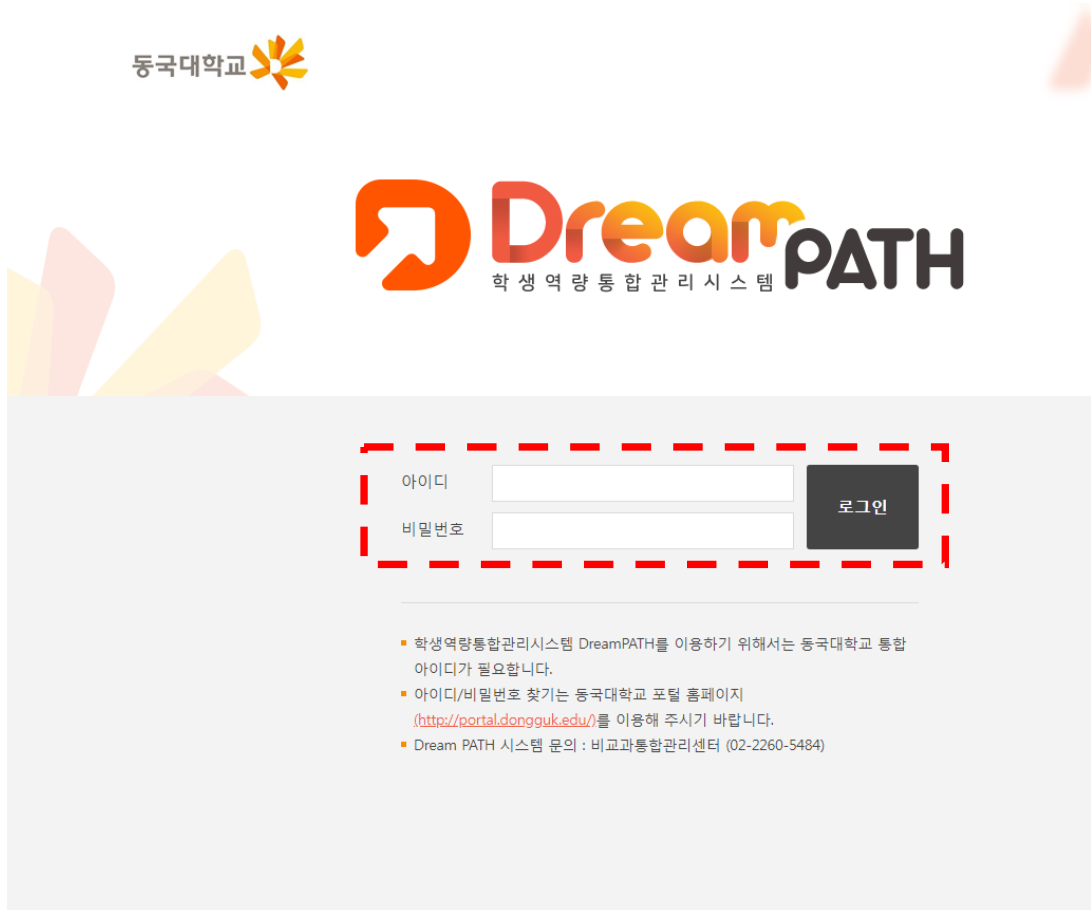 동국대학교
Dream PATH
학생역량통합관리시스템
아이디
로그인
비밀번호
학생역량통합관리시스템 DreamPATH를 이용하기 위해서는 동국대학교 통합
아이디가 필요합니다.
아이디/비밀번호 찾기는 동국대학교 포털 홈페이지
(http://portal.dongguk.edu/)를 이용해 주시기 바랍니다.
Dream PATH 시스템 문의 : 비교과통합관리센터 (02-2260-5484)